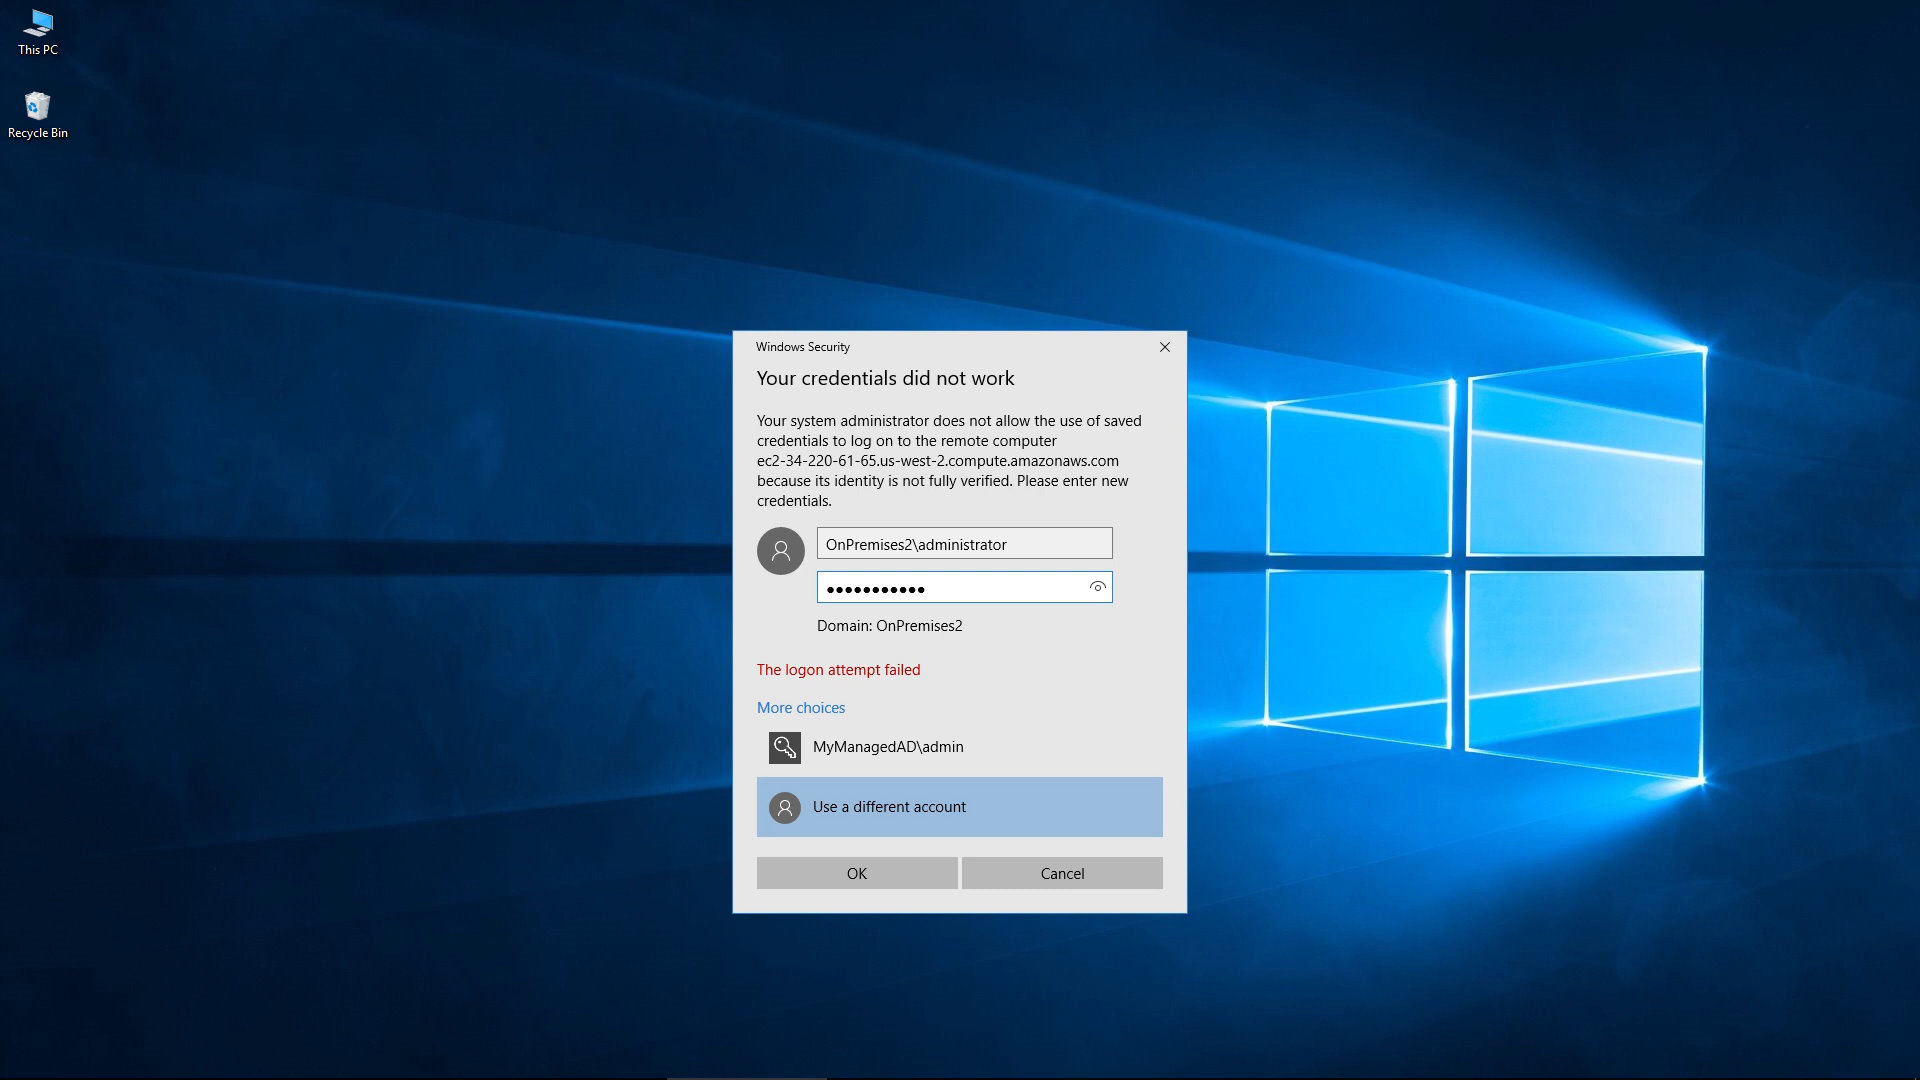 This PC
Recycle Bin
Windows Security
Your credentials did not work
Your system administrator does not allow the use of saved
credentials to log on to the remote computer
ec2-34-220-61-65.us-west-2.compute.amazonaws.com
because its identity is not fully verified. Please enter new
credentials.
OnPremises2\administrator
●●●●●●●●●●●
Domain: OnPremises2
The logon attempt failed
More choices
MyManagedAD\admin
Use a different account
OK
Cancel